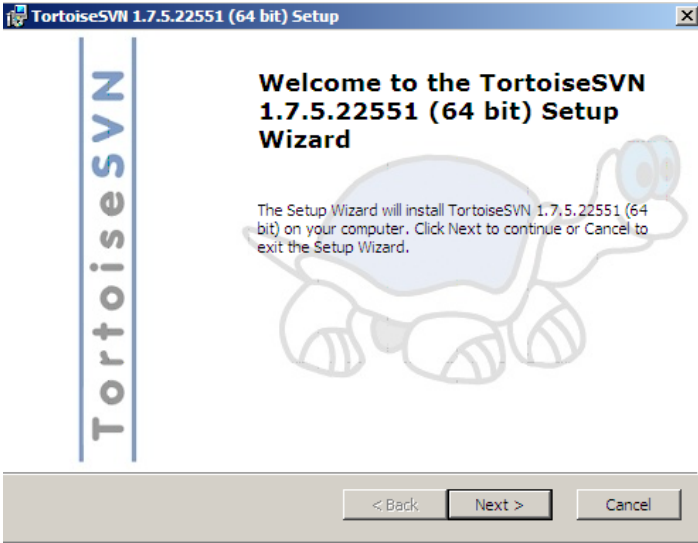 TortoiseSVN 1.7.5.22551 (64 bit) Setup
TortoiseSVN
Welcome to the TortoiseSVN
1.7.5.22551 (64 bit) Setup
Wizard
The Setup Wizard will install TortoiseSVN 1.7.5.22551 (64
bit) on your computer. Click Next to continue or Cancel to
exit the Setup Wizard.
< Back
Next >
Cancel